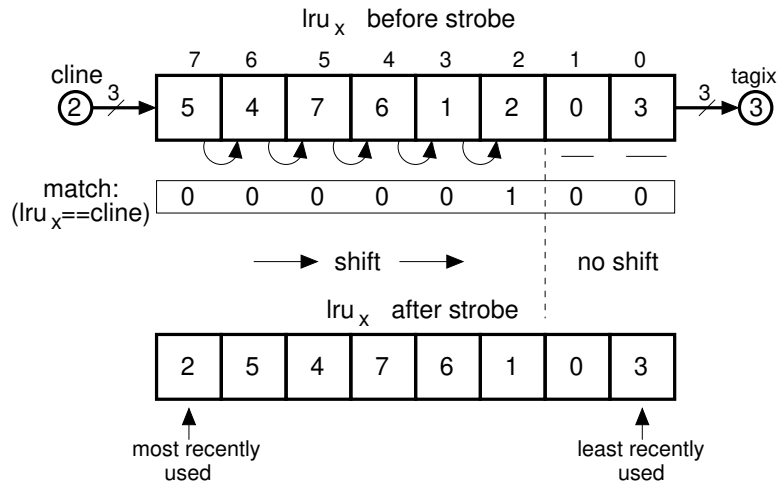 lru x before strobe
7 6 5 4 3 2 1 0
cline
tagix
2 3 5 4 7 6 1 2 0 3 3 3
match:
(lru x ==cline)
0 0 0 0 0 1 0 0
shift
no shift
lru x after strobe
2 5 4 7 6 1 0 3
most recently
used
least recently
used